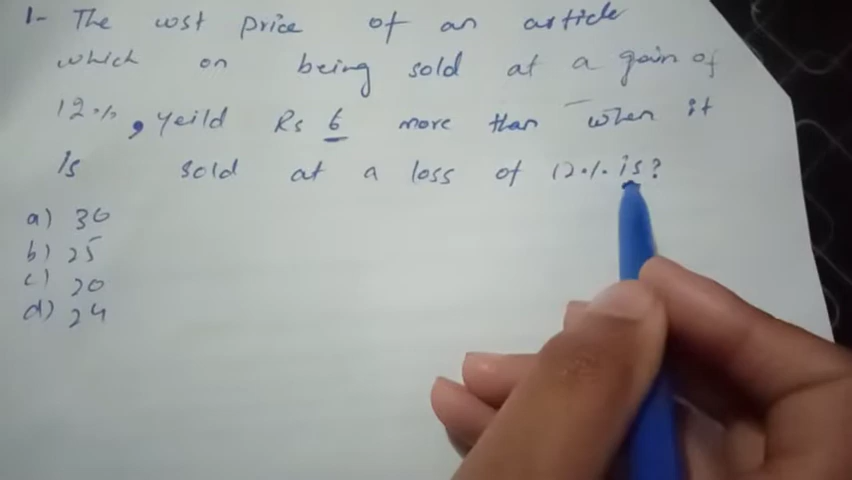 1- The cost price of an article
which on being sold at a gain of
12%, yeild Rs 6 more than when it
is sold at a loss of 12% is?
a) 30
b) 25
c) 20
d) 24